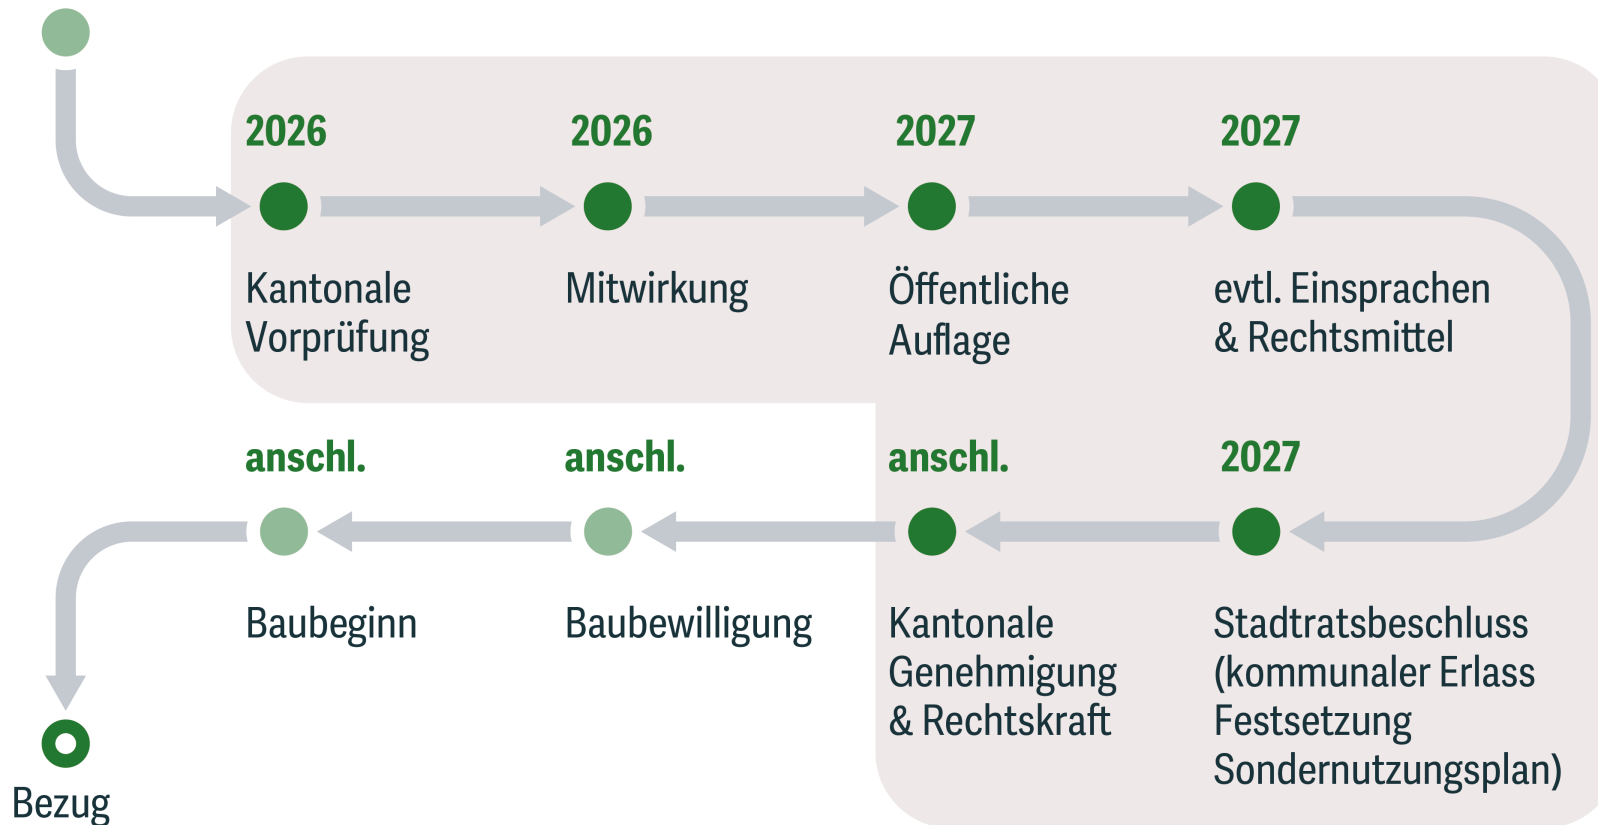 2026
Kantonale
Vorprüfung
2026
Mitwirkung
2027
Öffentliche
Auflage
2027
evtl. Einsprachen
& Rechtsmittel
2027
Stadtratsbeschluss
(kommunaler Erlass
Festsetzung
Sondernutzungsplan)
anschl.
Kantonale
Genehmigung
& Rechtskraft
anschl.
Baubewilligung
anschl.
Baubeginn
Bezug